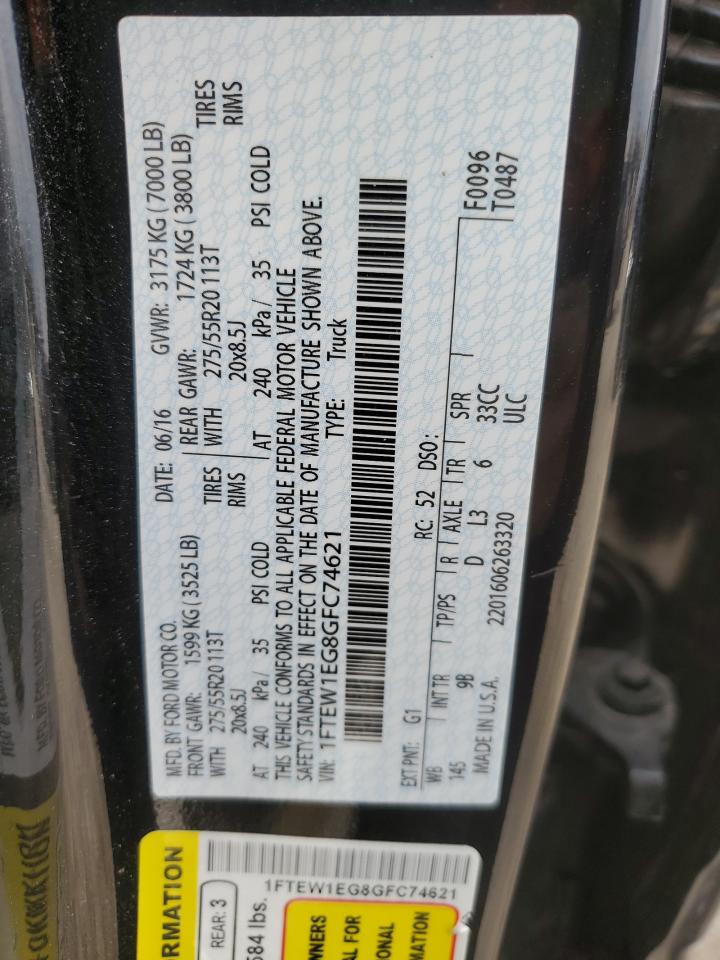 MFD. BY FORD MOTOR CO.
DATE: 06/16 GVWR: 3175 KG ( 7000 LB)
FRONT GAWR: 1599 KG ( 3525 LB)
REAR GAWR: 1724 KG ( 3800 LB)
WITH 275/55R20 113T TIRES
WITH 275/55R20 113T TIRES
20x8.5J RIMS
20x8.5J RIMS
AT 240 kPa/ 35 PSI COLD
AT 240 kPa/ 35 PSI COLD
THIS VEHICLE CONFORMS TO ALL APPLICABLE FEDERAL MOTOR VEHICLE
SAFETY STANDARDS IN EFFECT ON THE DATE OF MANUFACTURE SHOWN ABOVE.
VIN: 1FTEW1EG8GFC74621 TYPE: Truck
EXT PNT: G1 RC: 52 DSO:
WB INT TR TP/PS R AXLE TR SPR
145 9B D L3 6 33CC
F0096
T0487
MADE IN U.S.A. 2201606263320 ULC
RMATION
REAR: 3
584 lbs.
1FTEW1EG8GFC74621
WNERS
AL FOR
ONAL
MATION